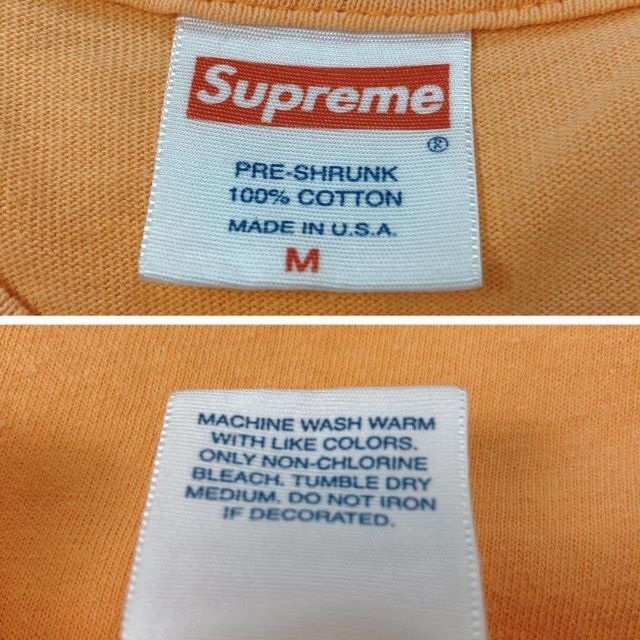 Supreme
®
PRE-SHRUNK
100% COTTON
MADE IN U.S.A.
M
MACHINE WASH WARM
WITH LIKE COLORS.
ONLY NON-CHLORINE
BLEACH. TUMBLE DRY
MEDIUM. DO NOT IRON
IF DECORATED.